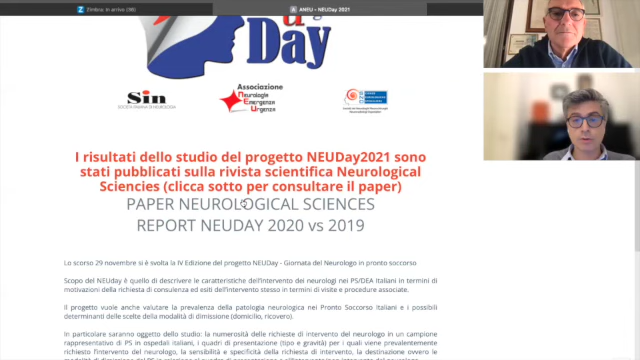 Zimbra: In arrivo (98)
ANEU - NEUDay 2021
Day
Sin
SOCIETÀ ITALIANA DI NEUROLOGIA
Associazione
Neurologia
Emergenza
Urgenza
I risultati dello studio del progetto NEUDay2021 sono
stati pubblicati sulla rivista scientifica Neurological
Sciencies (clicca sotto per consultare il paper)
PAPER NEUROLOGICAL SCIENCES
REPORT NEUDAY 2020 vs 2019
Lo scorso 29 novembre si è svolta la IV Edizione del progetto NEUDay - Giornata del Neurologo in pronto soccorso
Scopo del NEUday è quello di descrivere le caratteristiche dell'intervento dei neurologi nei PS/DEA Italiani in termini di
motivazioni della richiesta di consulenza ed esiti dell'intervento stesso in termini di visite e procedure associate.
Il progetto vuole anche valutare la prevalenza della patologia neurologica nei Pronto Soccorso Italiani e i possibili
determinanti delle scelte della modalità di dimissione (domicilio, ricovero).
In particolare saranno oggetto dello studio: la numerosità delle richieste di intervento del neurologo in un campione
rappresentativo di PS in ospedali italiani, i quadri di presentazione (tipo e gravità) per i quali viene prevalentemente
richiesto l'intervento del neurologo, la sensibilità e specificità della richiesta di intervento, la destinazione ovvero le